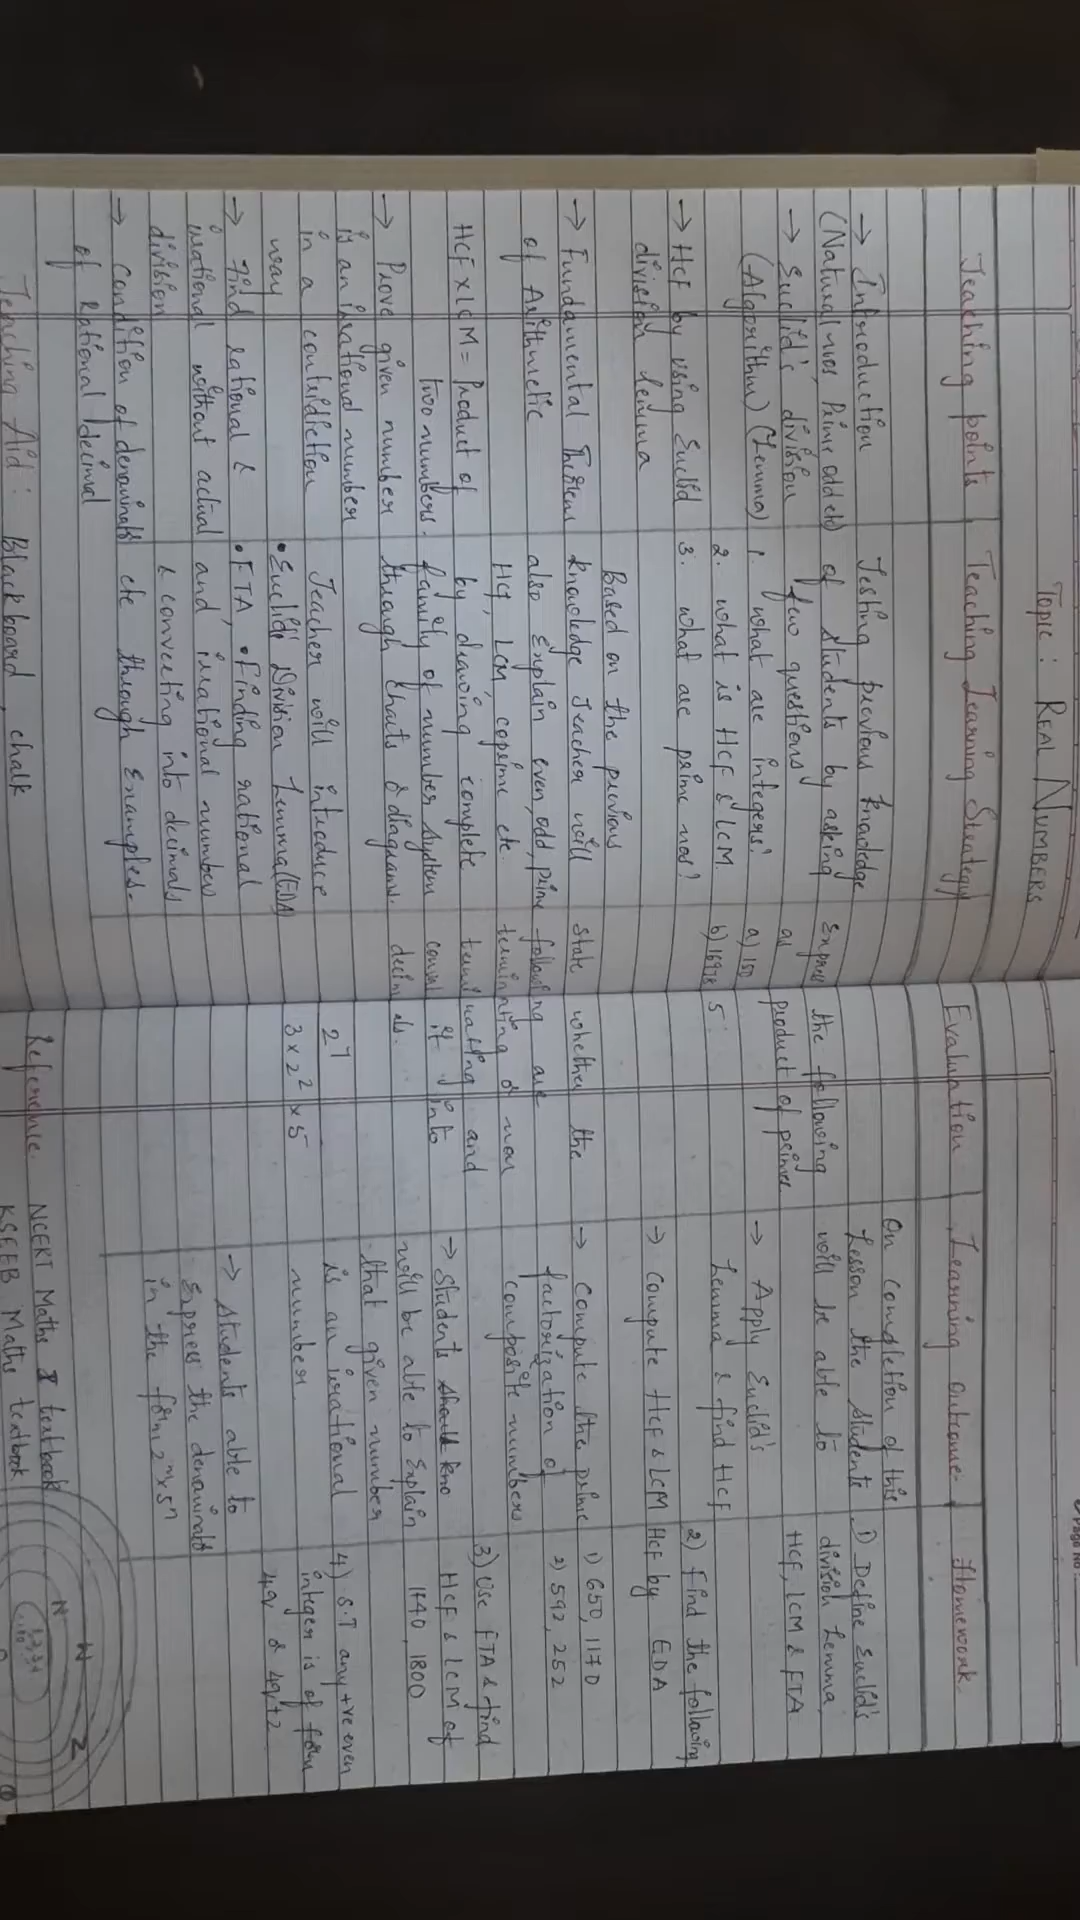 Page No
Topic : REAL NUMBERS
Teaching points
Teaching Learning Strategy
Evaluation
Learning outcome
Homework
→ Introduction
(Natural nos, Prime odd etc)
→ Euclid's division
(Algorithm) (Lemma)
→ HCF by using Euclid
division lemma
→ Fundamental Theorem
of Arithmetic
HCF x LCM = Product of
two numbers.
→ Prove given number
is an irrational number
in a contridiction
way
→ Find rational &
irrational without actual
division
→ Condition of denominator
of Rational / decimal
Testing previous knowledge
of students by asking
few questions
1. what are integers?
2. what is HCF & LCM.
3. what are prime nos?
Based on the previous
knowledge Teacher will
also Explain even, odd, prime
HCF, LCM, coprime etc
by drawing complete
family of number system
through charts & diagrams.
Teacher will introduce
• Euclid's Division Lemma (EDA)
• FTA, • Finding rational
and irrational numbers
& converting into decimals
etc through Examples.
Express the following
as product of primes.
a) 150
b) 16938 5
State whether the
following are
terminating or non
terminating and
convert it into
decimals.
2⁷
3 x 2² x 5
On completion of this
Lesson the students
will be able to
→ Apply Euclid's
Lemma & find HCF
→ Compute HCF & LCM
→ Compute the prime
factorization of
composite numbers
→ Students should kno
will be able to Explain
that given number
is an irrational
number
→ Students able to
Express the denominator
in the form 2ᵐ x 5ⁿ
1) Define Euclid's
division Lemma,
HCF, LCM & FTA
2) Find the following
HCF by EDA
1) 650, 1170
2) 592, 252
3) Use FTA & find
HCF & LCM of
1140, 1800
4) S.T any +ve even
integer is of form
4q & 4q+2
Teaching Aid : Black board, chalk
Reference. NCERT Maths textbook
KSEEB Maths textbook
N
W
Z